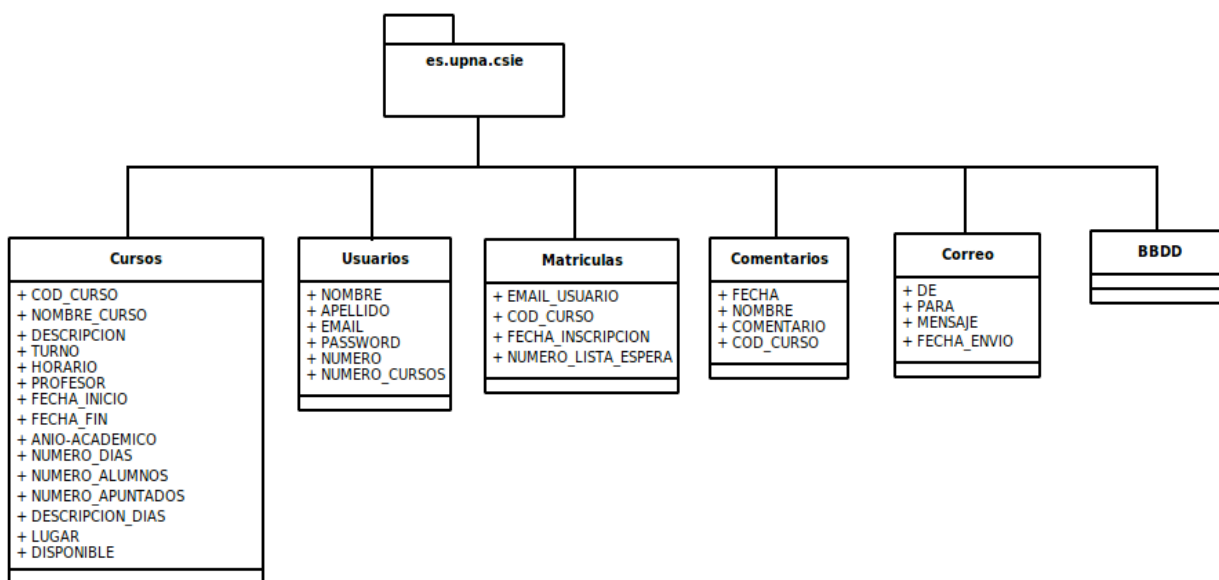 es.upna.csie
Cursos
+ COD_CURSO
+ NOMBRE_CURSO
+ DESCRIPCION
+ TURNO
+ HORARIO
+ PROFESOR
+ FECHA_INICIO
+ FECHA_FIN
+ ANIO-ACADEMICO
+ NUMERO_DIAS
+ NUMERO_ALUMNOS
+ NUMERO_APUNTADOS
+ DESCRIPCION_DIAS
+ LUGAR
+ DISPONIBLE
Usuarios
+ NOMBRE
+ APELLIDO
+ EMAIL
+ PASSWORD
+ NUMERO
+ NUMERO_CURSOS
Matriculas
+ EMAIL_USUARIO
+ COD_CURSO
+ FECHA_INSCRIPCION
+ NUMERO_LISTA_ESPERA
Comentarios
+ FECHA
+ NOMBRE
+ COMENTARIO
+ COD_CURSO
Correo
+ DE
+ PARA
+ MENSAJE
+ FECHA_ENVIO
BBDD